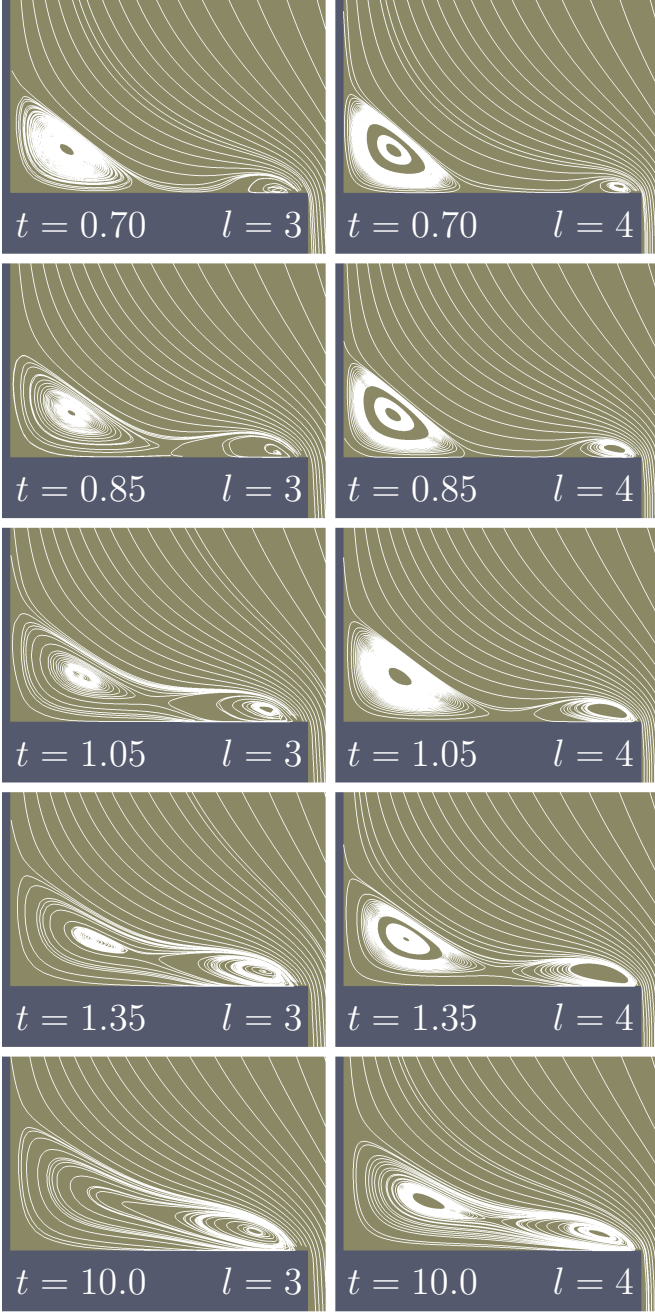 t = 0.70 l = 3
t = 0.70 l = 4
t = 0.85 l = 3
t = 0.85 l = 4
t = 1.05 l = 3
t = 1.05 l = 4
t = 1.35 l = 3
t = 1.35 l = 4
t = 10.0 l = 3
t = 10.0 l = 4